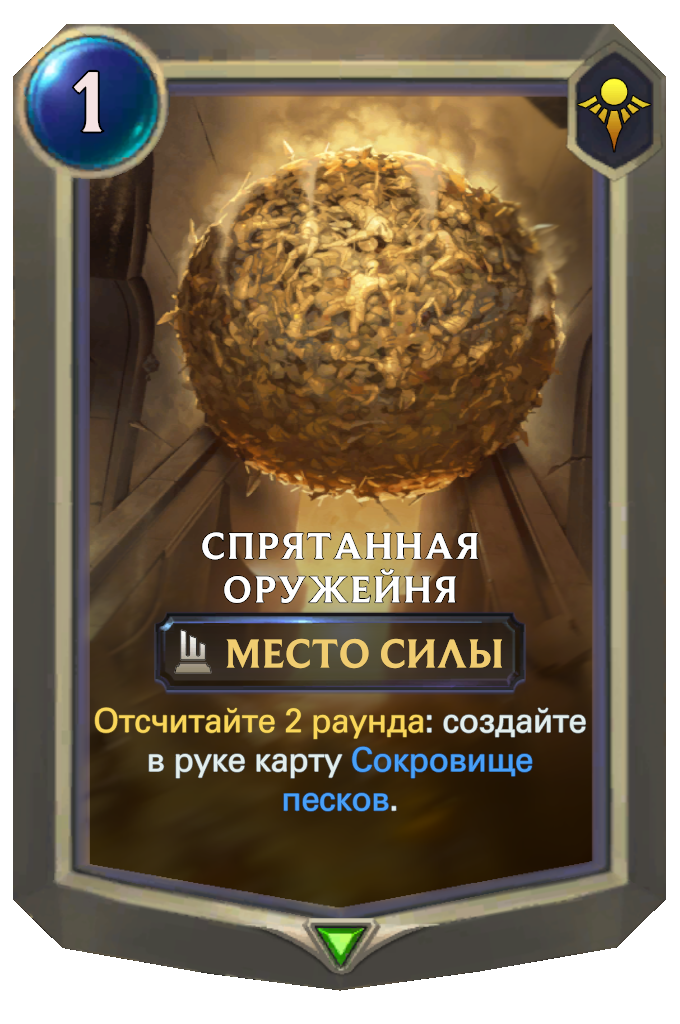 1
СПРЯТАННАЯ
ОРУЖЕЙНЯ
МЕСТО СИЛЫ
Отсчитайте 2 раунда: создайте
в руке карту Сокровище
песков.